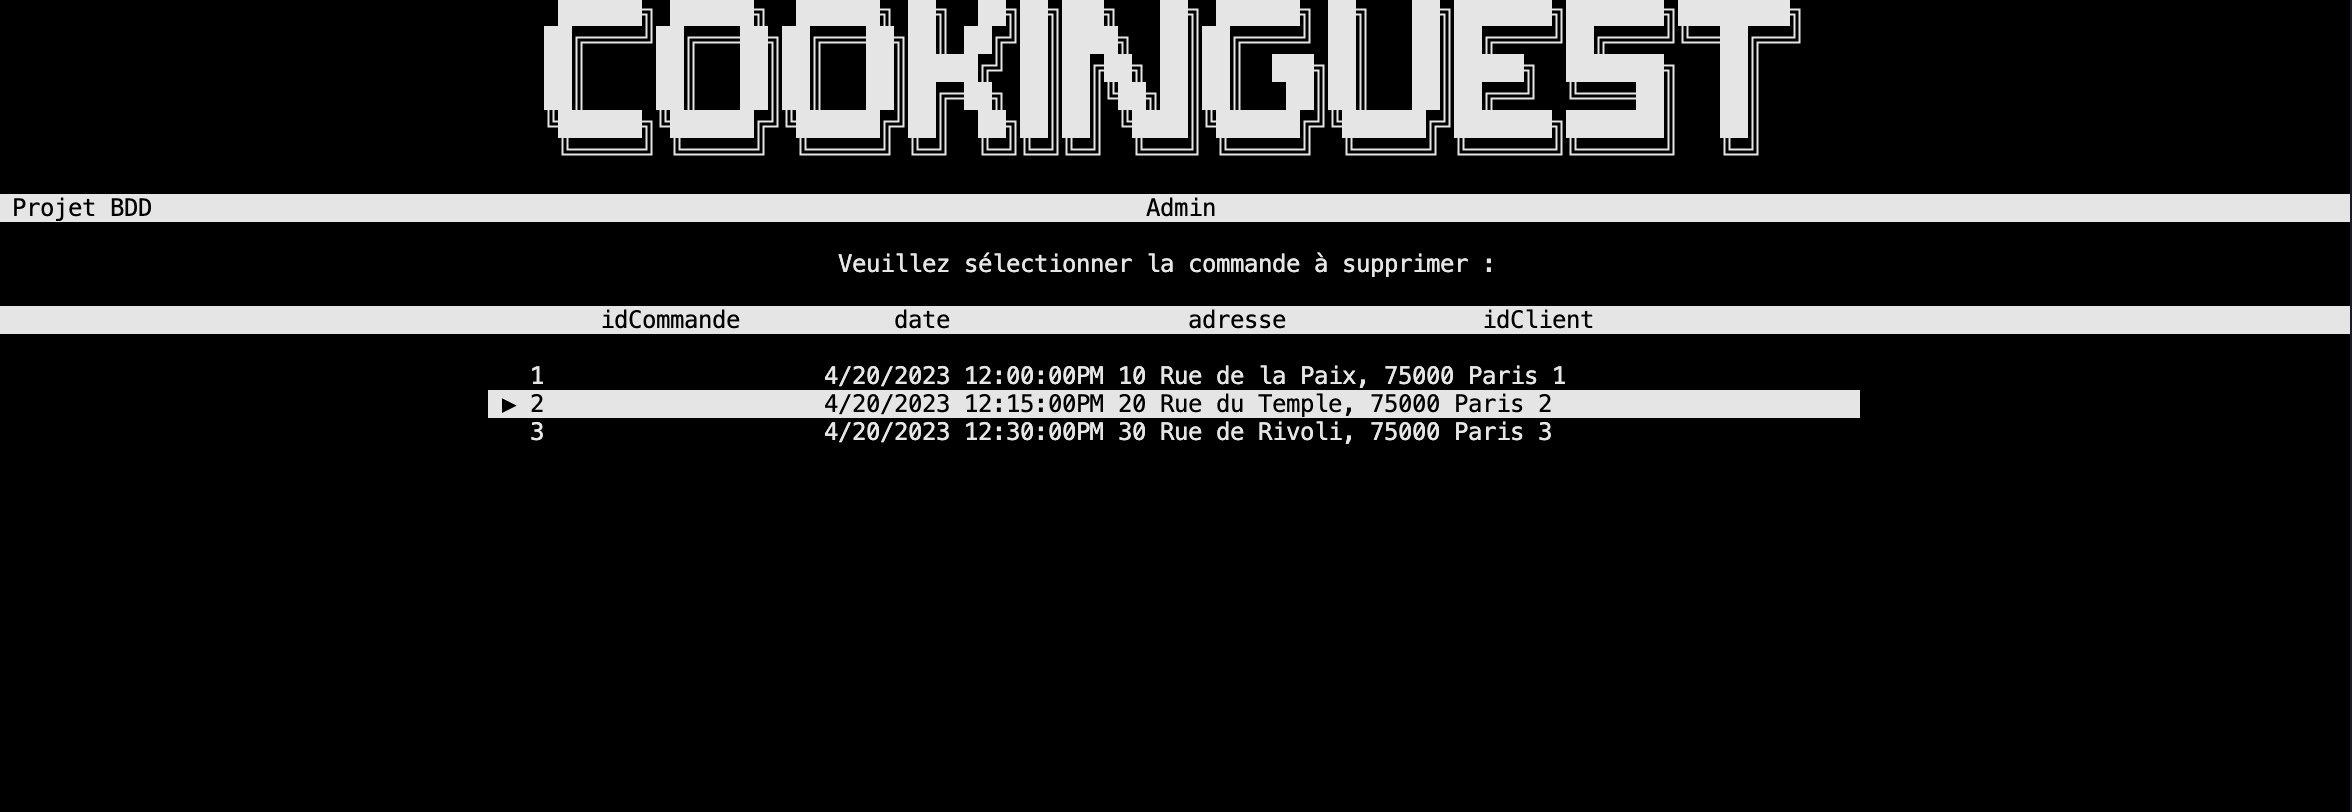 COOKINGUEST
Projet BDD Admin
Veuillez sélectionner la commande à supprimer :
idCommande date adresse idClient
1 4/20/2023 12:00:00PM 10 Rue de la Paix, 75000 Paris 1
▶ 2 4/20/2023 12:15:00PM 20 Rue du Temple, 75000 Paris 2
3 4/20/2023 12:30:00PM 30 Rue de Rivoli, 75000 Paris 3